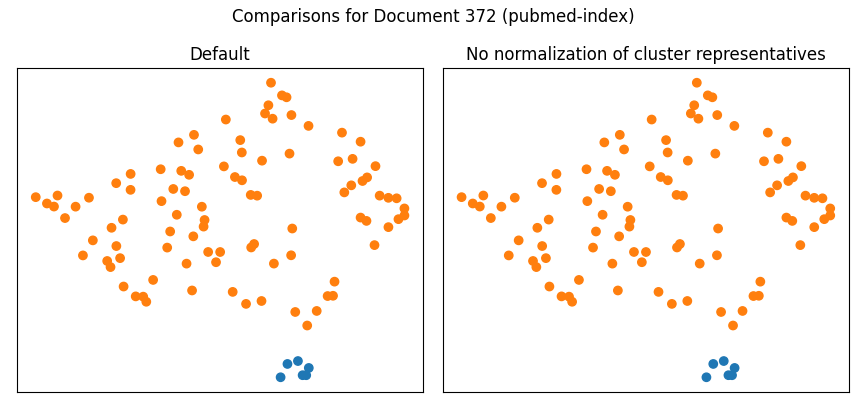 Comparisons for Document 372 (pubmed-index)
Default
No normalization of cluster representatives